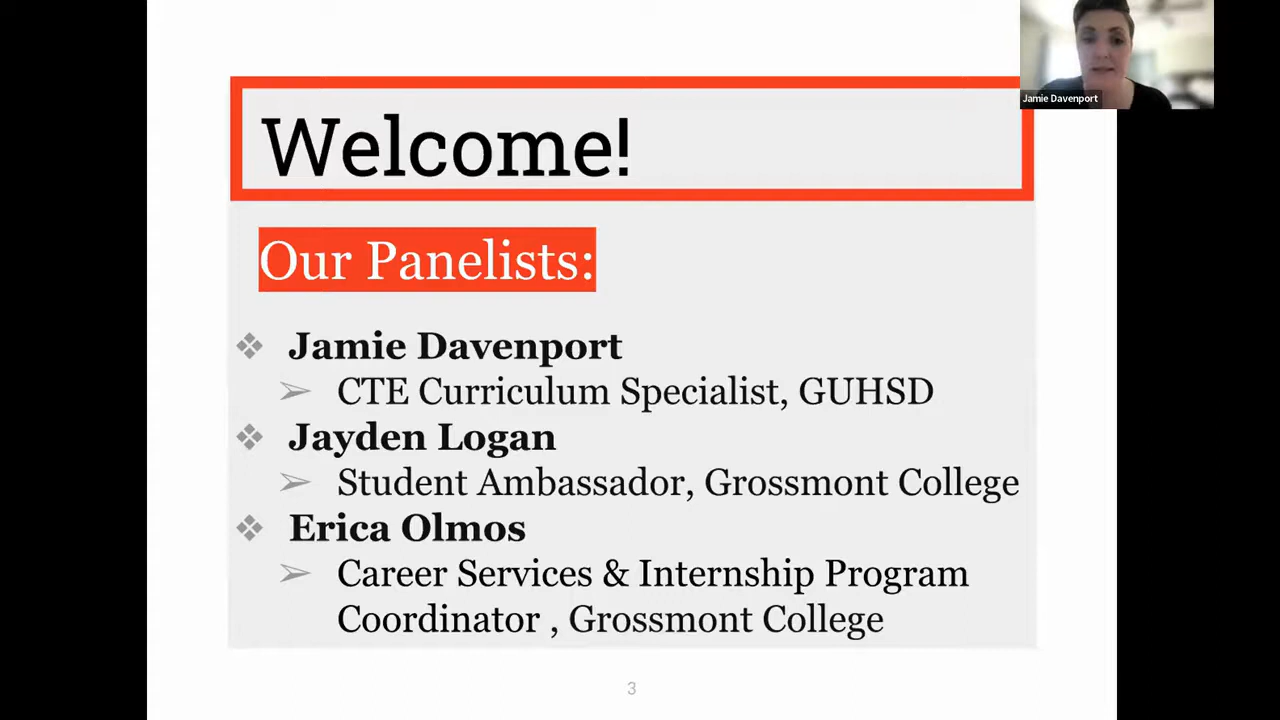 Jamie Davenport
Welcome!
Our Panelists:
❖ Jamie Davenport
➢ CTE Curriculum Specialist, GUHSD
❖ Jayden Logan
➢ Student Ambassador, Grossmont College
❖ Erica Olmos
➢ Career Services & Internship Program
Coordinator , Grossmont College
3